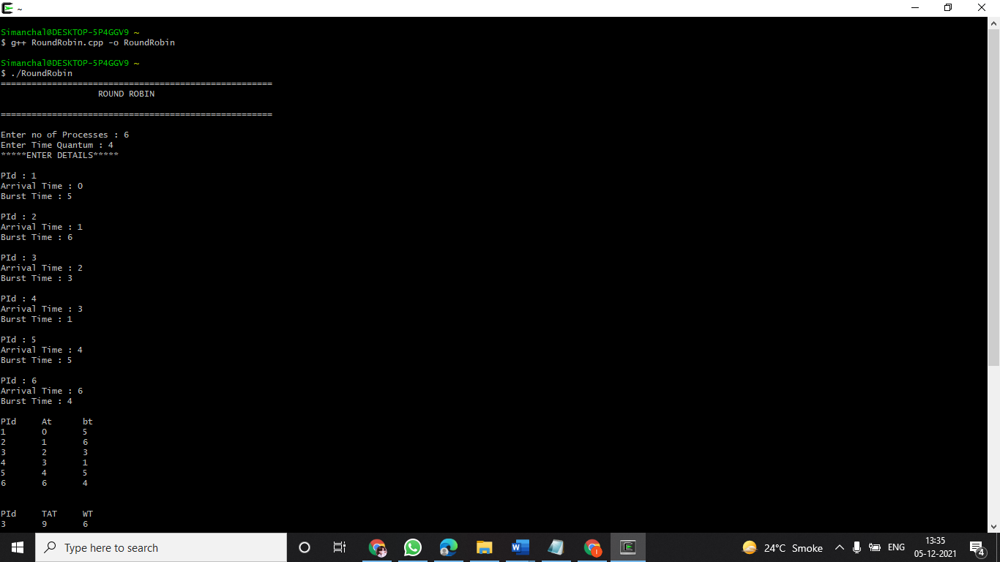 ~
Simanchal@DESKTOP-5P4GGV9 ~
$ g++ RoundRobin.cpp -o RoundRobin
Simanchal@DESKTOP-5P4GGV9 ~
$ ./RoundRobin
=====================================================
ROUND ROBIN
=====================================================
Enter no of Processes : 6
Enter Time Quantum : 4
*****ENTER DETAILS*****
PId : 1
Arrival Time : 0
Burst Time : 5
PId : 2
Arrival Time : 1
Burst Time : 6
PId : 3
Arrival Time : 2
Burst Time : 3
PId : 4
Arrival Time : 3
Burst Time : 1
PId : 5
Arrival Time : 4
Burst Time : 5
PId : 6
Arrival Time : 6
Burst Time : 4
PId At bt
1 0 5
2 1 6
3 2 3
4 3 1
5 4 5
6 6 4
PId TAT WT
3 9 6
Type here to search
24°C Smoke
ENG
13:35
05-12-2021
4